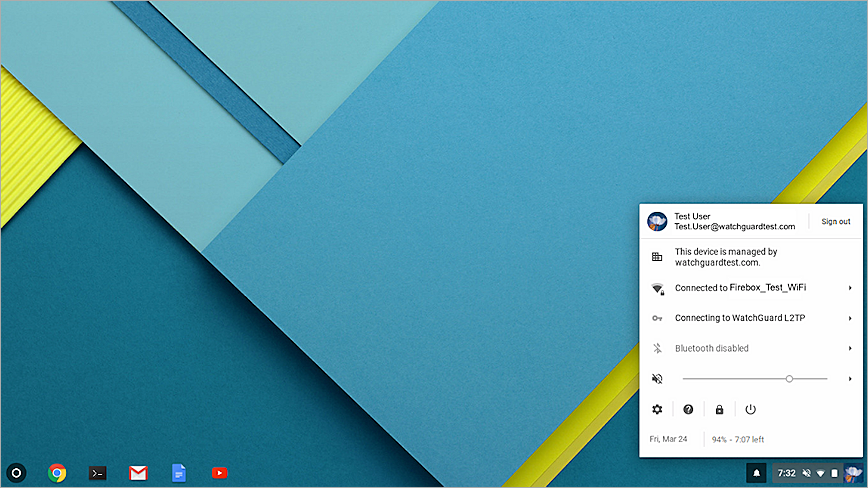 Test User
Test.User@watchguardtest.com
Sign out
This device is managed by
watchguardtest.com.
Connected to Firebox_Test_WiFi
Connecting to WatchGuard L2TP
Bluetooth disabled
Fri, Mar 24
94% - 7:07 left
7:32